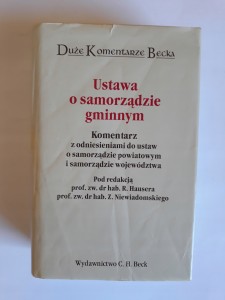 Duże Komentarze Becka
Ustawa
o samorządzie
gminnym
Komentarz
z odniesieniami do ustaw
o samorządzie powiatowym
i samorządzie województwa
Pod redakcją
prof. zw. dr hab. R. Hausera
prof. zw. dr hab. Z. Niewiadomskiego
Wydawnictwo C. H. Beck